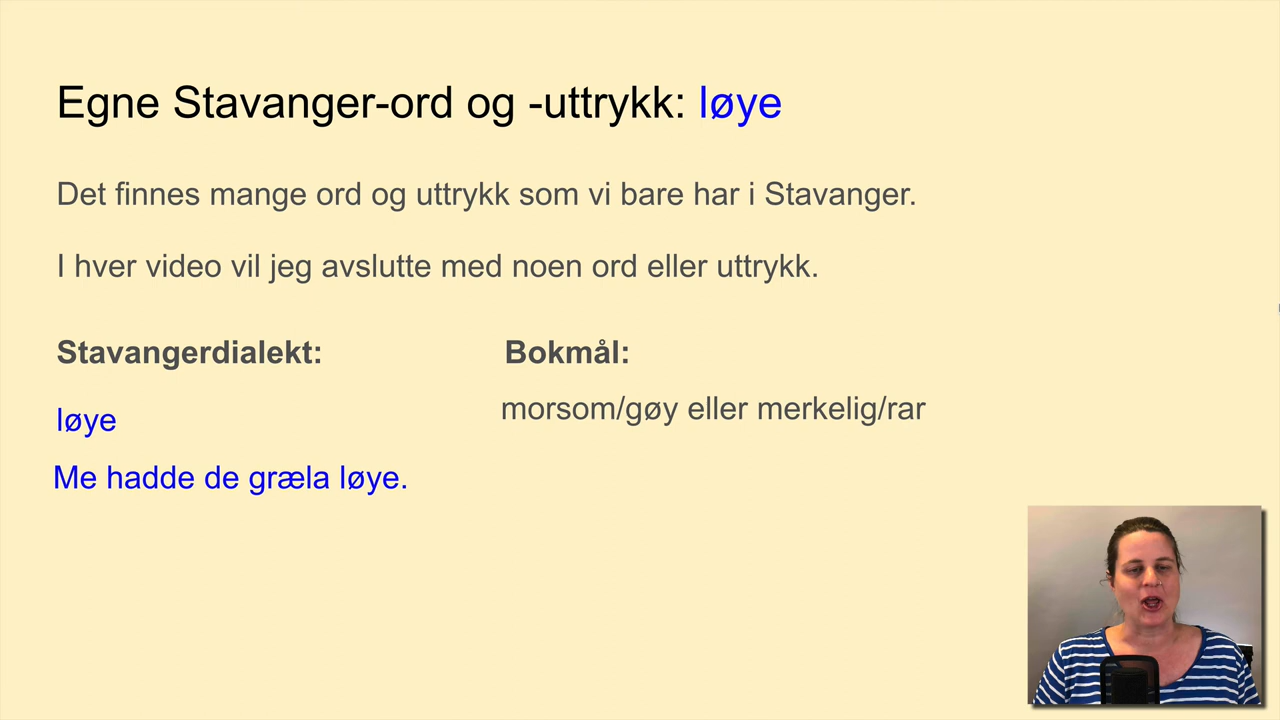 Egne Stavanger-ord og -uttrykk: løye
Det finnes mange ord og uttrykk som vi bare har i Stavanger.
I hver video vil jeg avslutte med noen ord eller uttrykk.
Stavangerdialekt: Bokmål:
løye morsom/gøy eller merkelig/rar
Me hadde de græla løye.